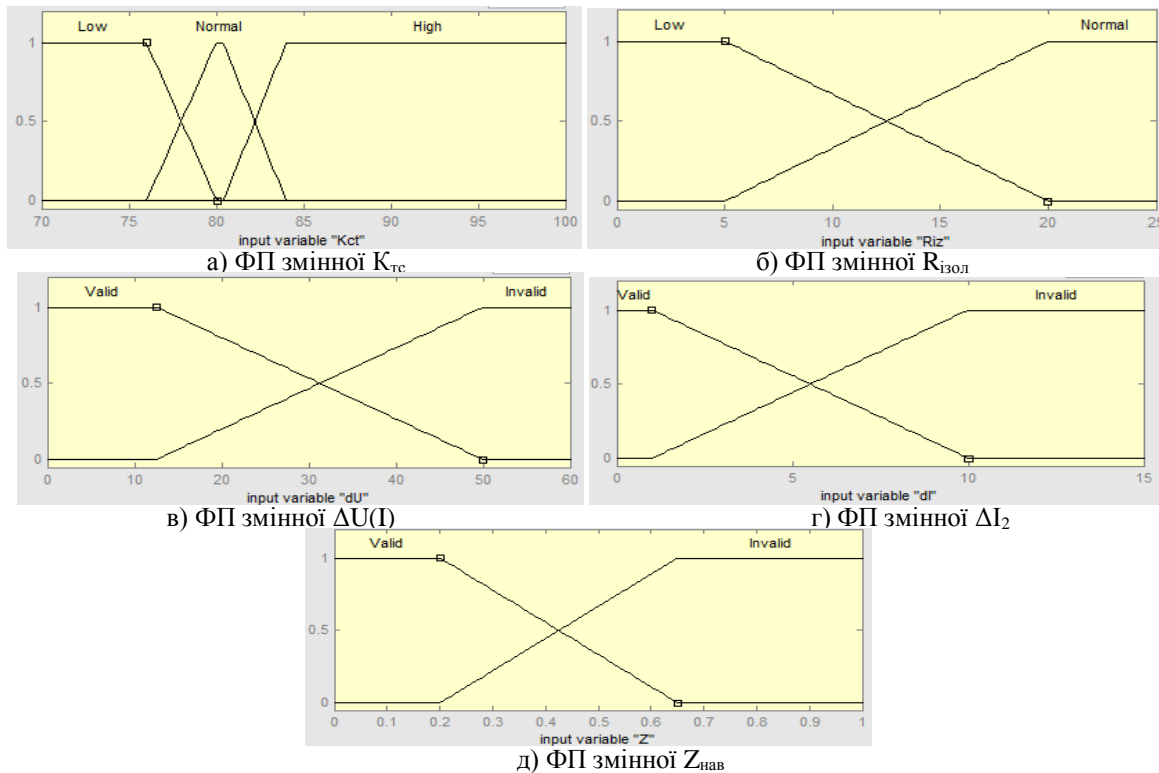 Low Normal High
1
0.5
0
70 75 80 85 90 95 100
input variable "Kct"
а) ФП змінної Kтс
Low Normal
1
0.5
0
0 5 10 15 20 25
input variable "Riz"
б) ФП змінної Rізол
Valid Invalid
1
0.5
0
0 10 20 30 40 50 60
input variable "dU"
в) ФП змінної ΔU(I)
Valid Invalid
1
0.5
0
0 5 10 15
input variable "dI"
г) ФП змінної ΔI₂
Valid Invalid
1
0.5
0
0 0.1 0.2 0.3 0.4 0.5 0.6 0.7 0.8 0.9 1
input variable "Z"
д) ФП змінної Zнав